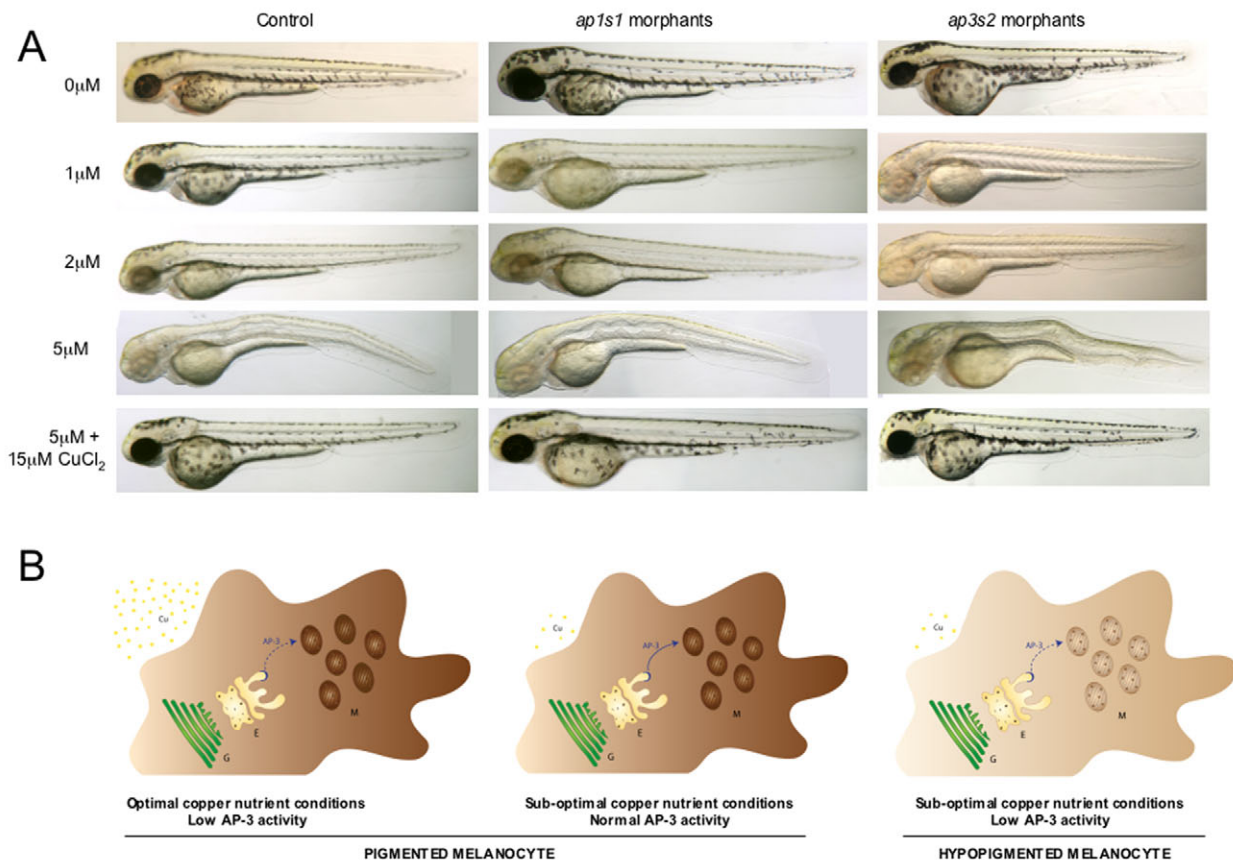 A
Control
ap1s1 morphants
ap3s2 morphants
0μM
1μM
2μM
5μM
5μM +
15μM CuCl2
B
Cu
AP-3
M
E
G
Optimal copper nutrient conditions
Low AP-3 activity
Cu
AP-3
M
E
G
Sub-optimal copper nutrient conditions
Normal AP-3 activity
Cu
AP-3
M
E
G
Sub-optimal copper nutrient conditions
Low AP-3 activity
PIGMENTED MELANOCYTE
HYPOPIGMENTED MELANOCYTE